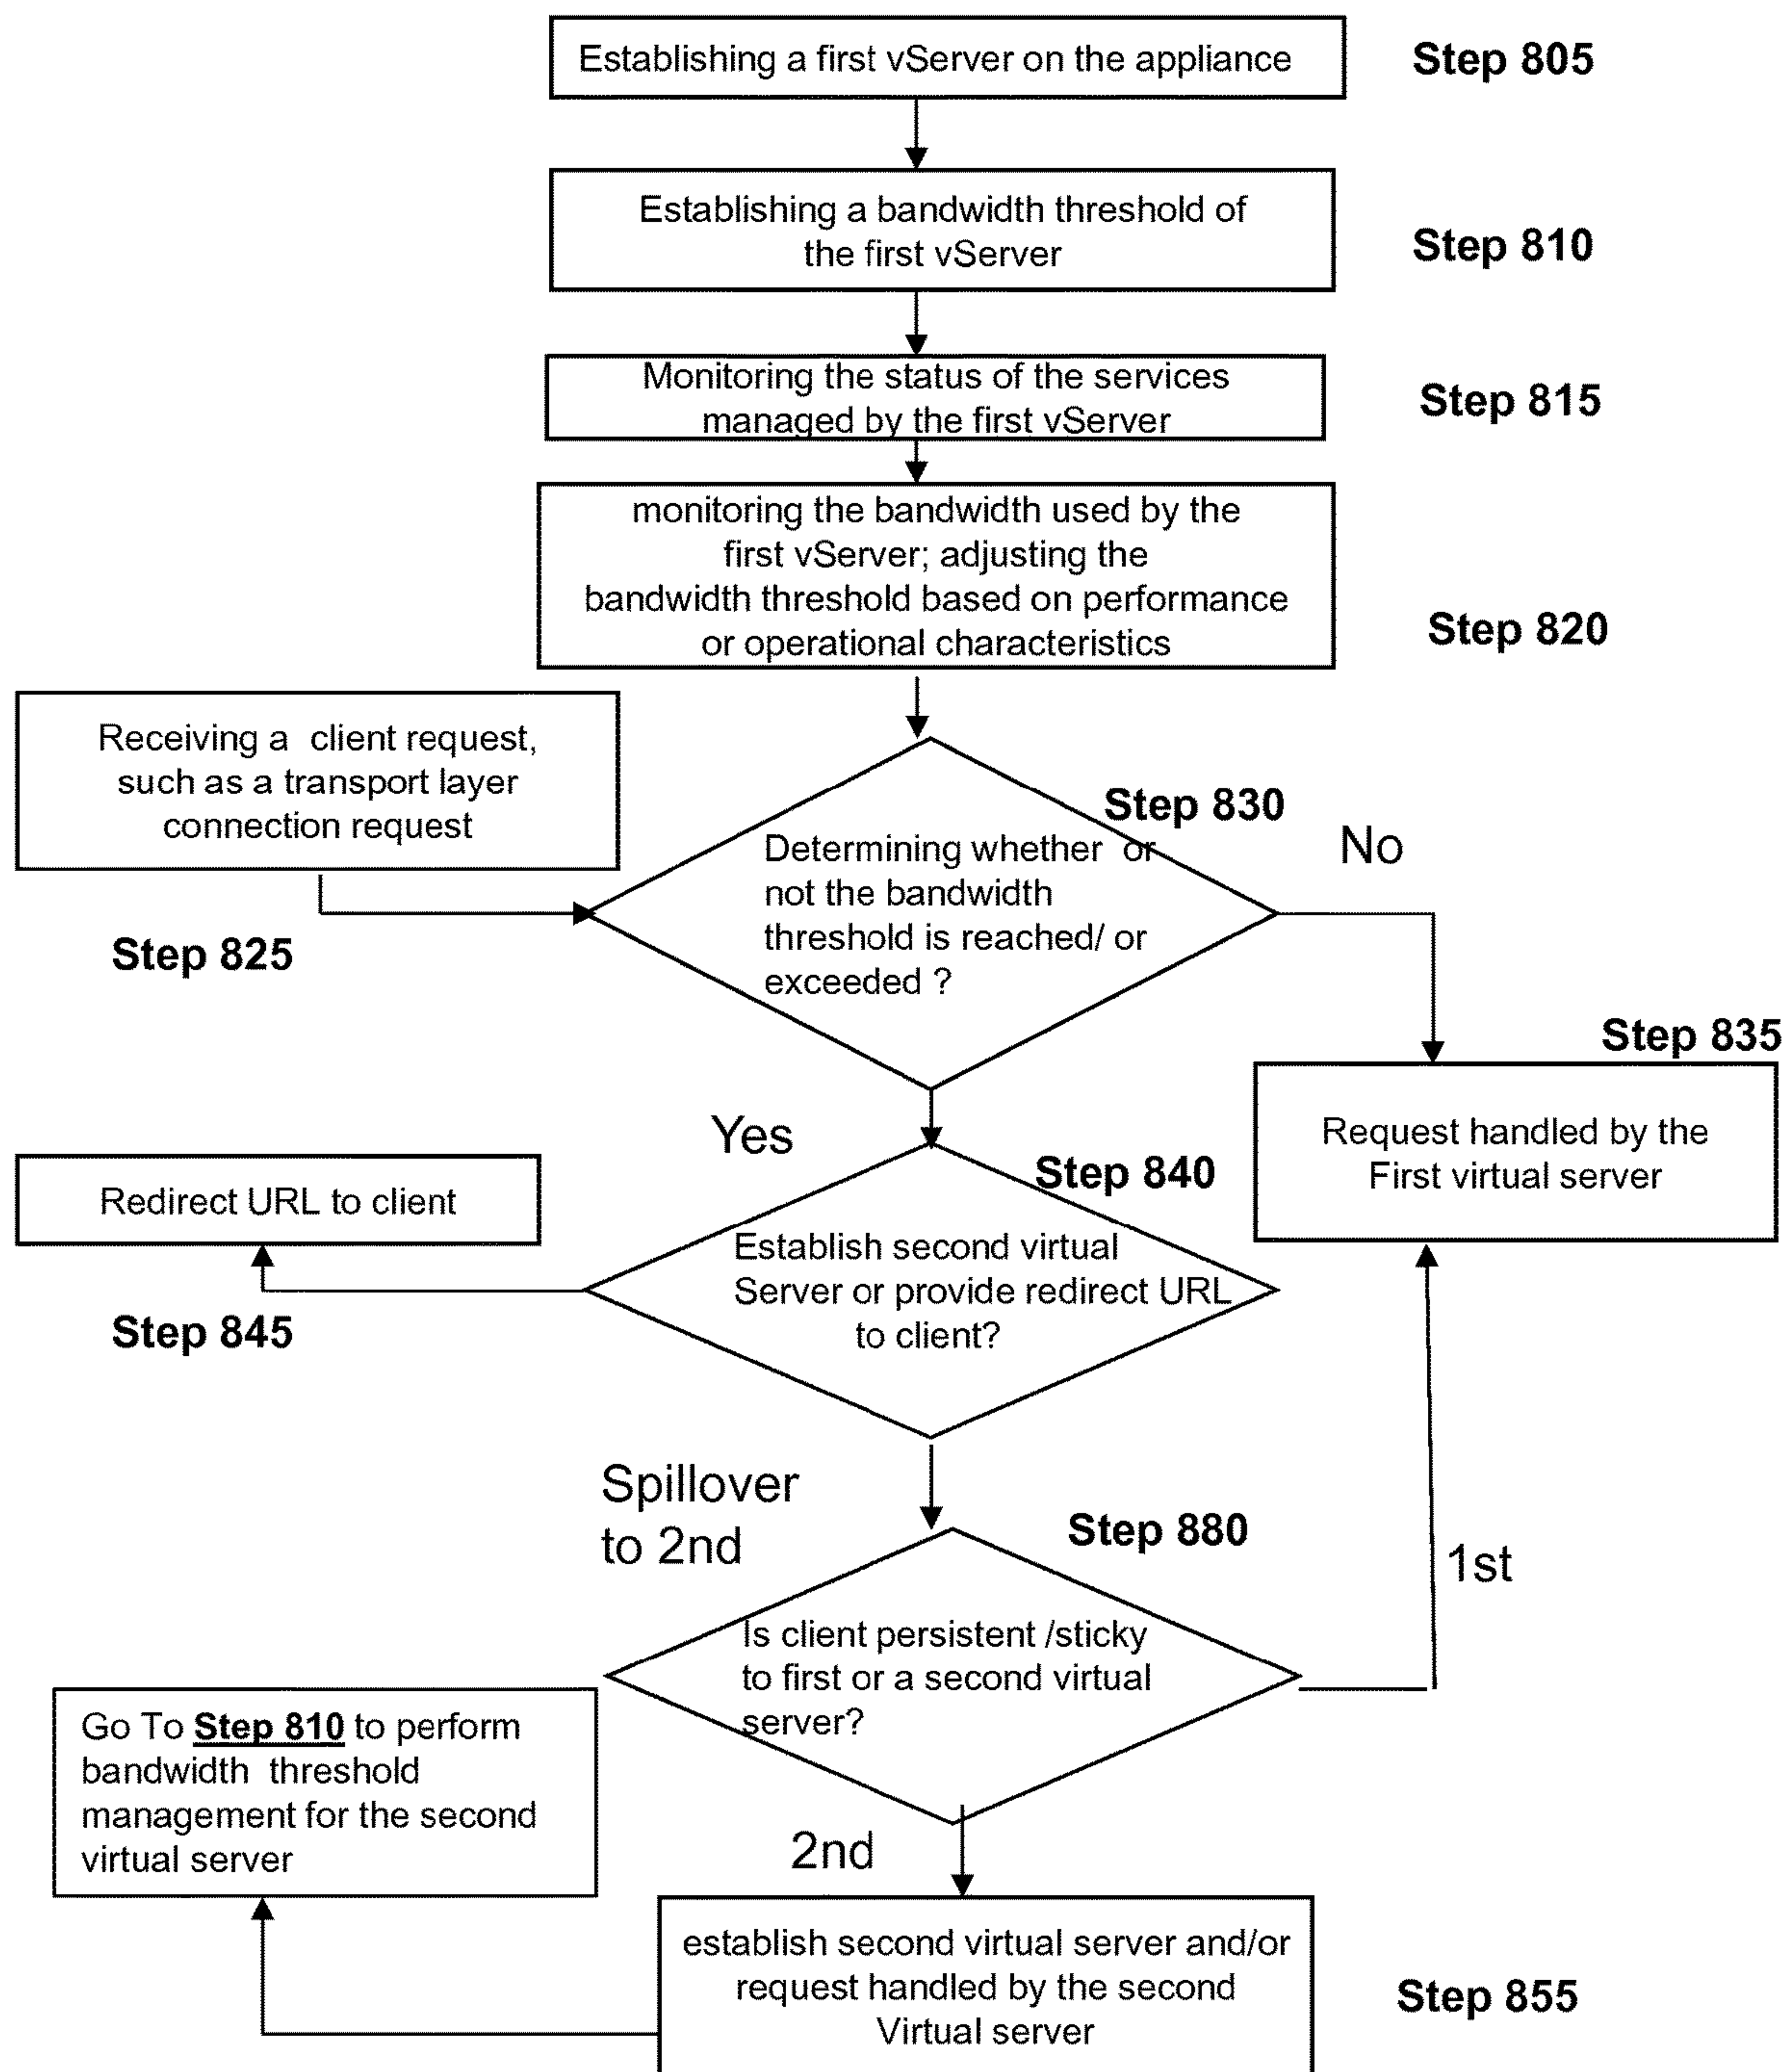 Establishing a first vServer on the appliance
Step 805
Establishing a bandwidth threshold of
the first vServer
Step 810
Monitoring the status of the services
managed by the first vServer
Step 815
monitoring the bandwidth used by the
first vServer; adjusting the
bandwidth threshold based on performance
or operational characteristics
Step 820
Receiving a client request,
such as a transport layer
connection request
Step 825
Step 830
Determining whether or
not the bandwidth
threshold is reached/ or
exceeded ?
No
Step 835
Request handled by the
First virtual server
Yes
Step 840
Establish second virtual
Server or provide redirect URL
to client?
Redirect URL to client
Step 845
Spillover
to 2nd
Step 880
Is client persistent /sticky
to first or a second virtual
server?
1st
Go To Step 810 to perform
bandwidth threshold
management for the second
virtual server
2nd
establish second virtual server and/or
request handled by the second
Virtual server
Step 855